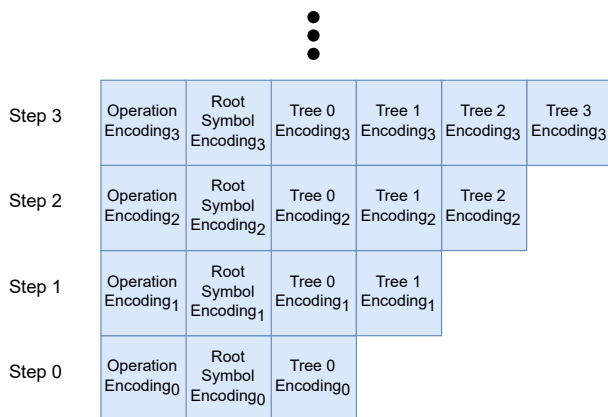 Step 3
Operation
Encoding3
Root
Symbol
Encoding3
Tree 0
Encoding3
Tree 1
Encoding3
Tree 2
Encoding3
Tree 3
Encoding3
Step 2
Operation
Encoding2
Root
Symbol
Encoding2
Tree 0
Encoding2
Tree 1
Encoding2
Tree 2
Encoding2
Step 1
Operation
Encoding1
Root
Symbol
Encoding1
Tree 0
Encoding1
Tree 1
Encoding1
Step 0
Operation
Encoding0
Root
Symbol
Encoding0
Tree 0
Encoding0